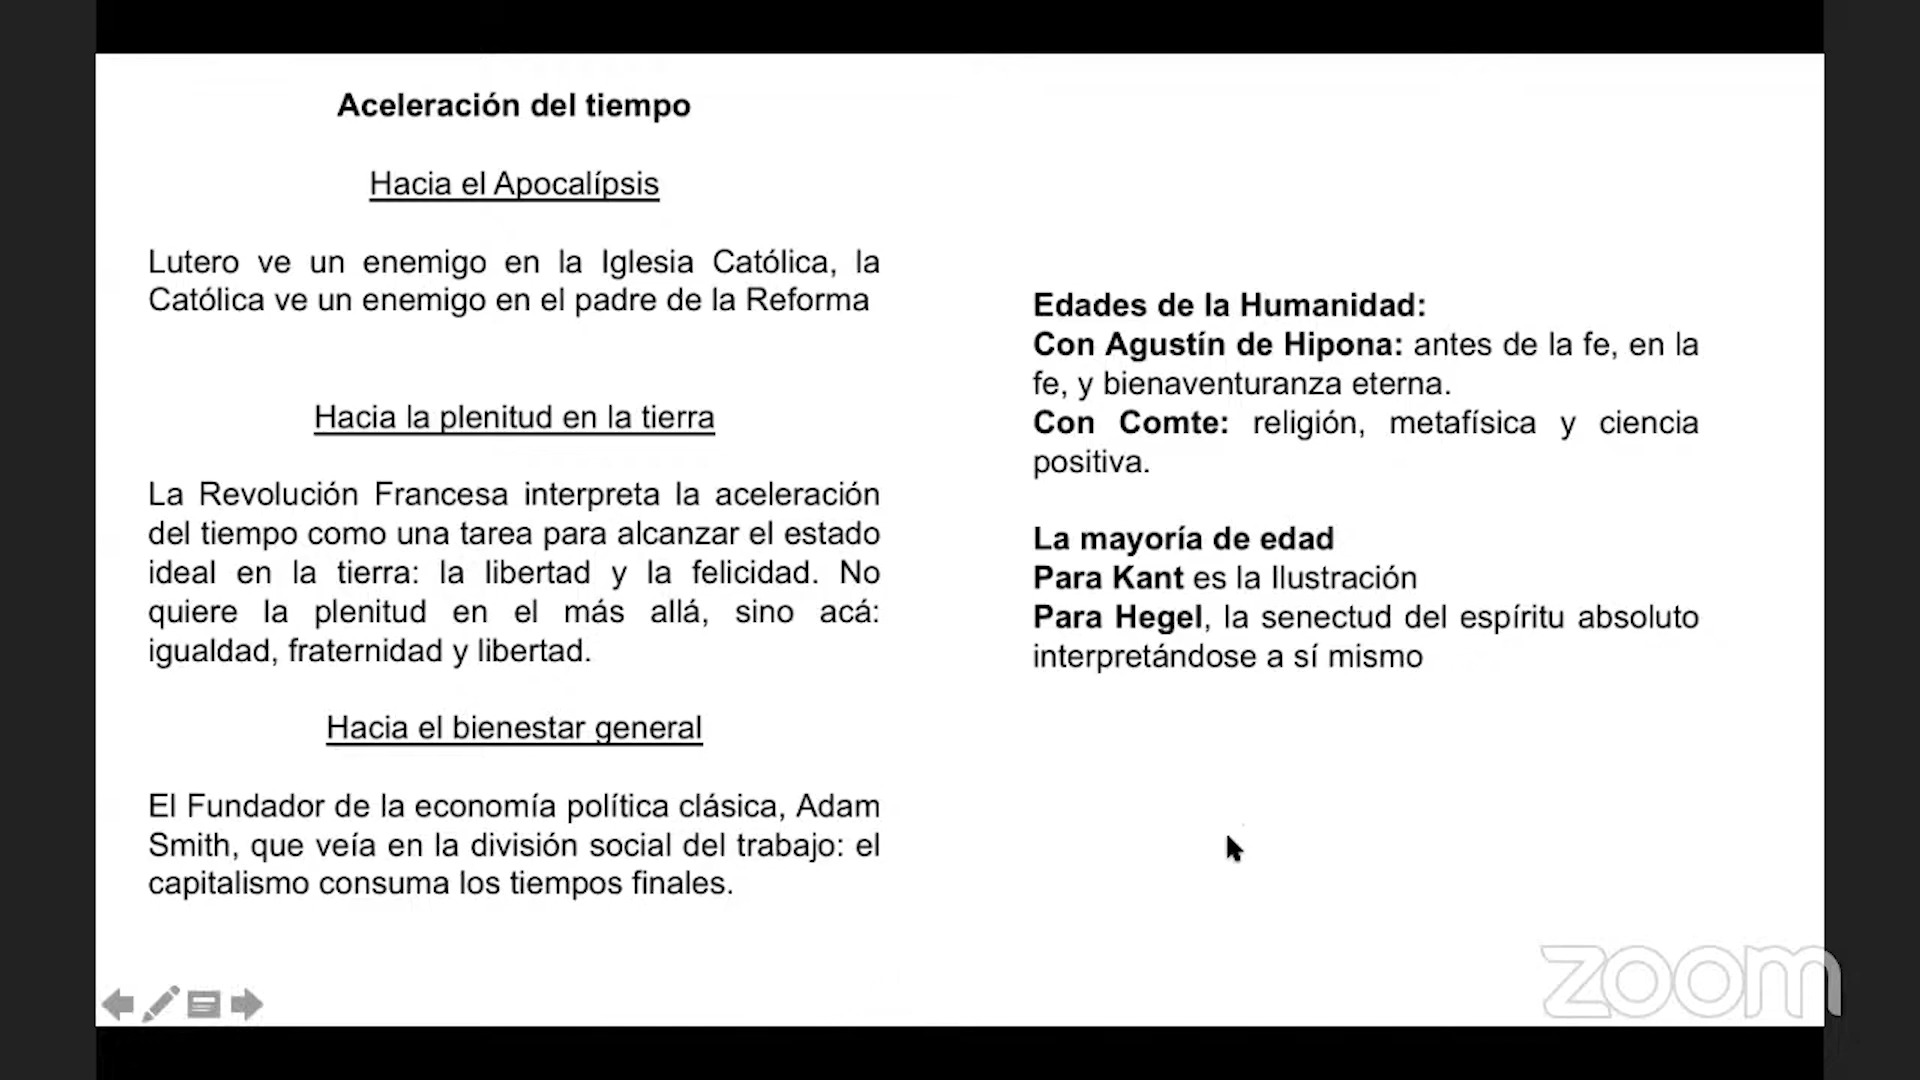 Aceleración del tiempo
Hacia el Apocalípsis
Lutero ve un enemigo en la Iglesia Católica, la
Católica ve un enemigo en el padre de la Reforma
Hacia la plenitud en la tierra
La Revolución Francesa interpreta la aceleración
del tiempo como una tarea para alcanzar el estado
ideal en la tierra: la libertad y la felicidad. No
quiere la plenitud en el más allá, sino acá:
igualdad, fraternidad y libertad.
Hacia el bienestar general
El Fundador de la economía política clásica, Adam
Smith, que veía en la división social del trabajo: el
capitalismo consuma los tiempos finales.
Edades de la Humanidad:
Con Agustín de Hipona: antes de la fe, en la
fe, y bienaventuranza eterna.
Con Comte: religión, metafísica y ciencia
positiva.
La mayoría de edad
Para Kant es la Ilustración
Para Hegel, la senectud del espíritu absoluto
interpretándose a sí mismo
zoom